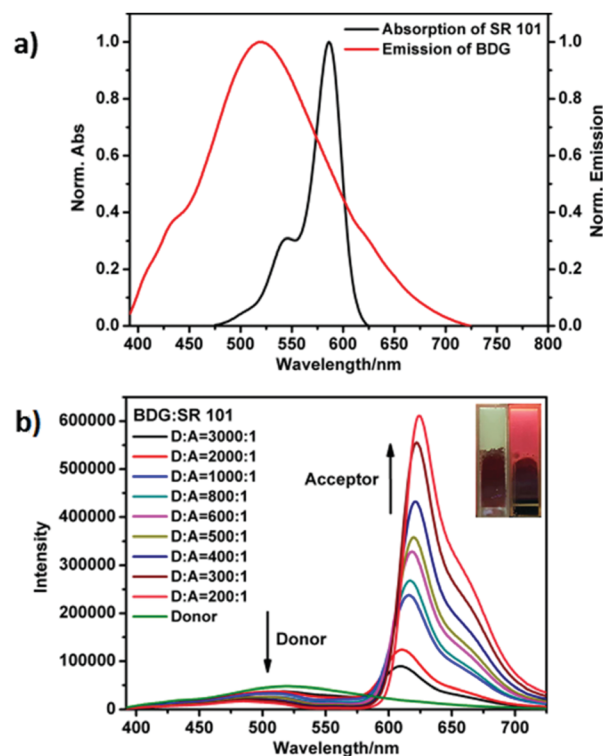 a)
Absorption of SR 101
Emission of BDG
Norm. Abs
1.0
0.8
0.6
0.4
0.2
0.0
1.0
0.8
0.6
0.4
0.2
0.0
Norm. Emission
400 450 500 550 600 650 700 750 800
Wavelength/nm
b)
BDG:SR 101
D:A=3000:1
D:A=2000:1
D:A=1000:1
D:A=800:1
D:A=600:1
D:A=500:1
D:A=400:1
D:A=300:1
D:A=200:1
Donor
Acceptor
Donor
Intensity
600000
500000
400000
300000
200000
100000
0
400 450 500 550 600 650 700
Wavelength/nm